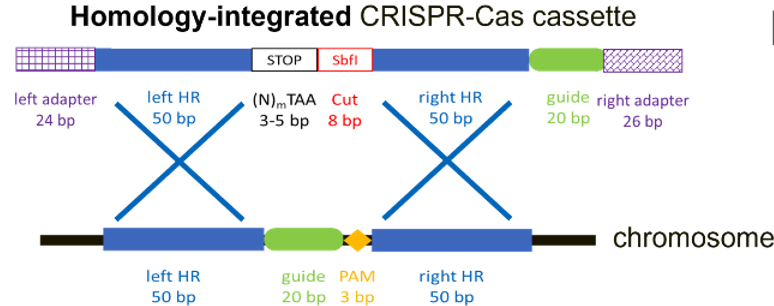 Homology-integrated CRISPR-Cas cassette
STOP SbfI
left adapter left HR (N)mTAA Cut right HR guide right adapter
24 bp 50 bp 3-5 bp 8 bp 50 bp 20 bp 26 bp
chromosome
left HR guide PAM right HR
50 bp 20 bp 3 bp 50 bp